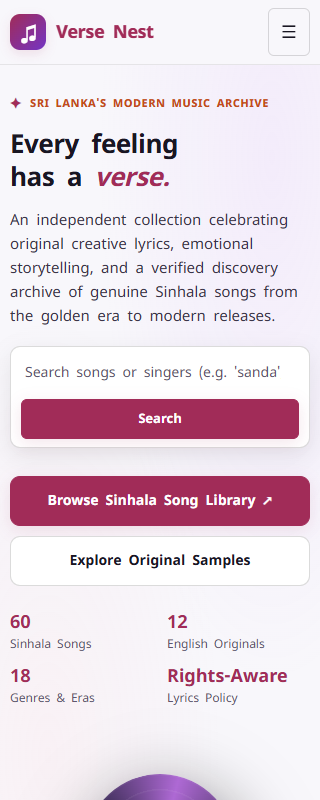 Verse Nest
☰
✦ SRI LANKA'S MODERN MUSIC ARCHIVE
Every feeling
has a verse.
An independent collection celebrating
original creative lyrics, emotional
storytelling, and a verified discovery
archive of genuine Sinhala songs from
the golden era to modern releases.
Search songs or singers (e.g. 'sanda'
Search
Browse Sinhala Song Library ↗
Explore Original Samples
60
Sinhala Songs
12
English Originals
18
Genres & Eras
Rights-Aware
Lyrics Policy